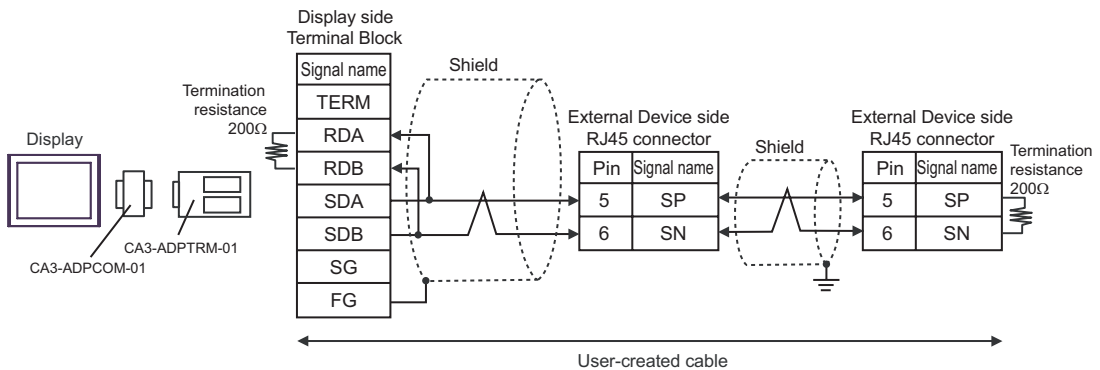 Display side
Terminal Block
Signal name
TERM
RDA
RDB
SDA
SDB
SG
FG
Termination
resistance
200Ω
Display
CA3-ADPTRM-01
CA3-ADPCOM-01
Shield
External Device side
RJ45 connector
Pin Signal name
5 SP
6 SN
Shield
External Device side
RJ45 connector
Pin Signal name
5 SP
6 SN
Termination
resistance
200Ω
User-created cable